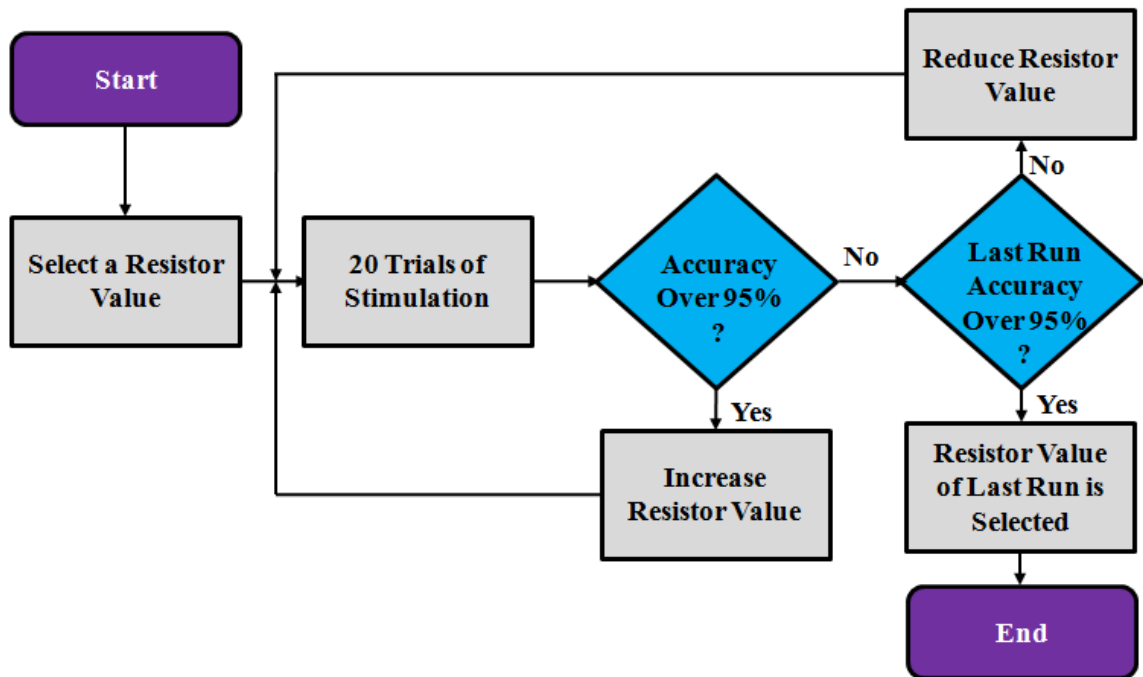 Start
Select a Resistor
Value
20 Trials of
Stimulation
Accuracy
Over 95%
?
Yes
Increase
Resistor Value
No
Last Run
Accuracy
Over 95%
?
No
Reduce Resistor
Value
Yes
Resistor Value
of Last Run is
Selected
End